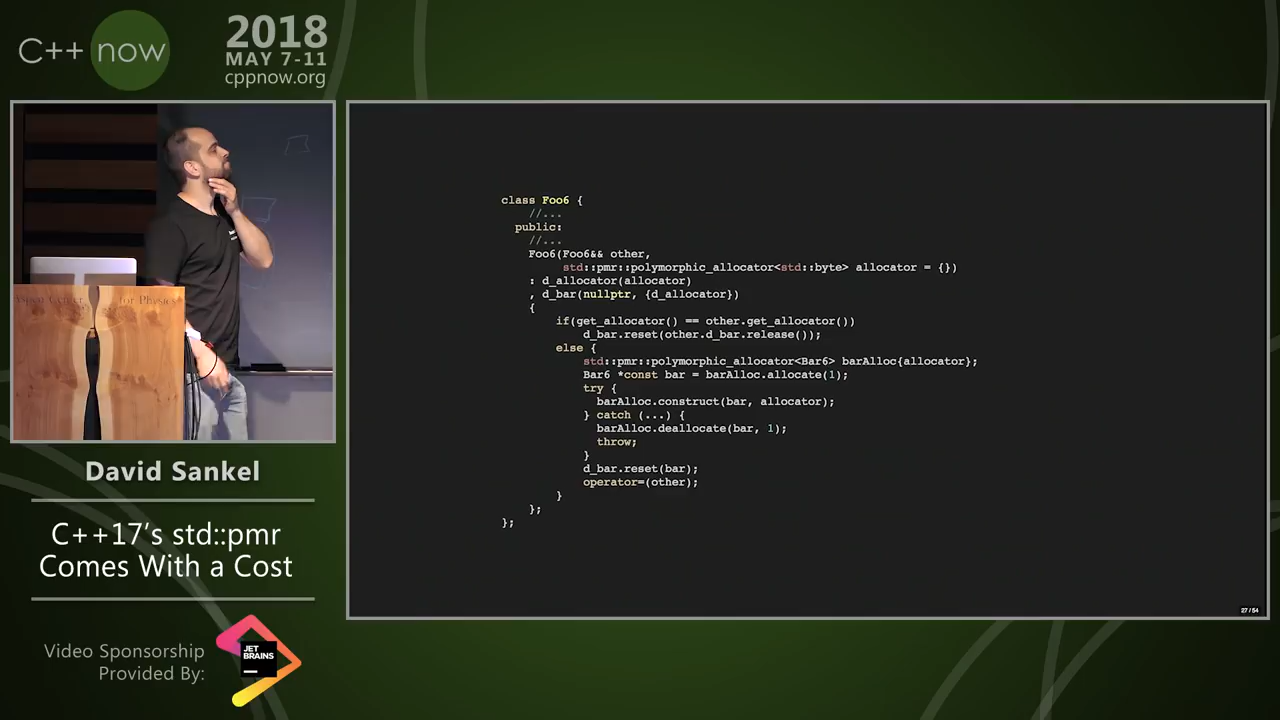 C++ now
2018
MAY 7-11
cppnow.org
class Foo6 {
    //...
  public:
    //...
    Foo6(Foo6&& other,
         std::pmr::polymorphic_allocator<std::byte> allocator = {})
    : d_allocator(allocator)
    , d_bar(nullptr, {d_allocator})
    {
        if(get_allocator() == other.get_allocator())
            d_bar.reset(other.d_bar.release());
        else {
            std::pmr::polymorphic_allocator<Bar6> barAlloc{allocator};
            Bar6 *const bar = barAlloc.allocate(1);
            try {
              barAlloc.construct(bar, allocator);
            } catch (...) {
              barAlloc.deallocate(bar, 1);
              throw;
            }
            d_bar.reset(bar);
            operator=(other);
        }
    };
};
27 / 54
for Physics
David Sankel
C++17's std::pmr
Comes With a Cost
Video Sponsorship
Provided By:
JET
BRAINS